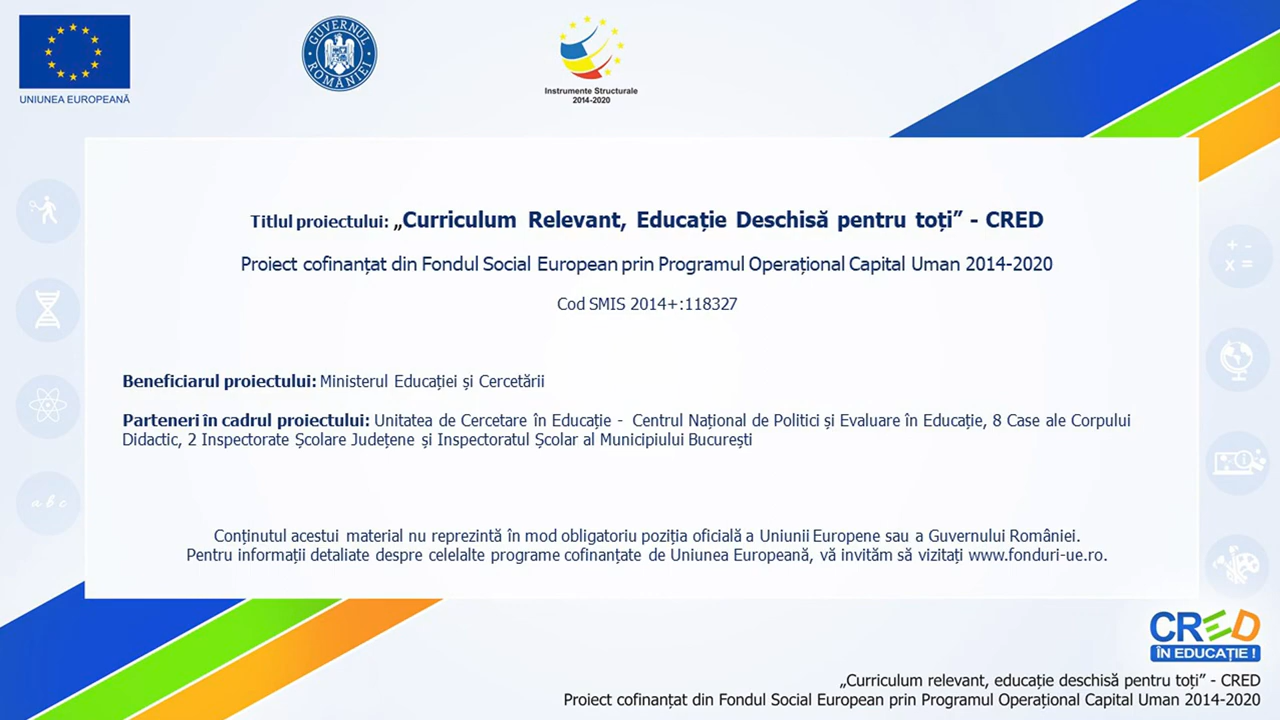 UNIUNEA EUROPEANĂ
GUVERNUL ROMÂNIEI
Instrumente Structurale
2014-2020
Titlul proiectului: „Curriculum Relevant, Educație Deschisă pentru toți” - CRED
Proiect cofinanțat din Fondul Social European prin Programul Operațional Capital Uman 2014-2020
Cod SMIS 2014+:118327
Beneficiarul proiectului: Ministerul Educației și Cercetării
Parteneri în cadrul proiectului: Unitatea de Cercetare în Educație - Centrul Național de Politici și Evaluare în Educație, 8 Case ale Corpului
Didactic, 2 Inspectorate Școlare Județene și Inspectoratul Școlar al Municipiului București
Conținutul acestui material nu reprezintă în mod obligatoriu poziția oficială a Uniunii Europene sau a Guvernului României.
Pentru informații detaliate despre celelalte programe cofinanțate de Uniunea Europeană, vă invităm să vizitați www.fonduri-ue.ro.
a b c
+ -
x =
CRED
ÎN EDUCAȚIE !
„Curriculum relevant, educație deschisă pentru toți” - CRED
Proiect cofinanțat din Fondul Social European prin Programul Operațional Capital Uman 2014-2020